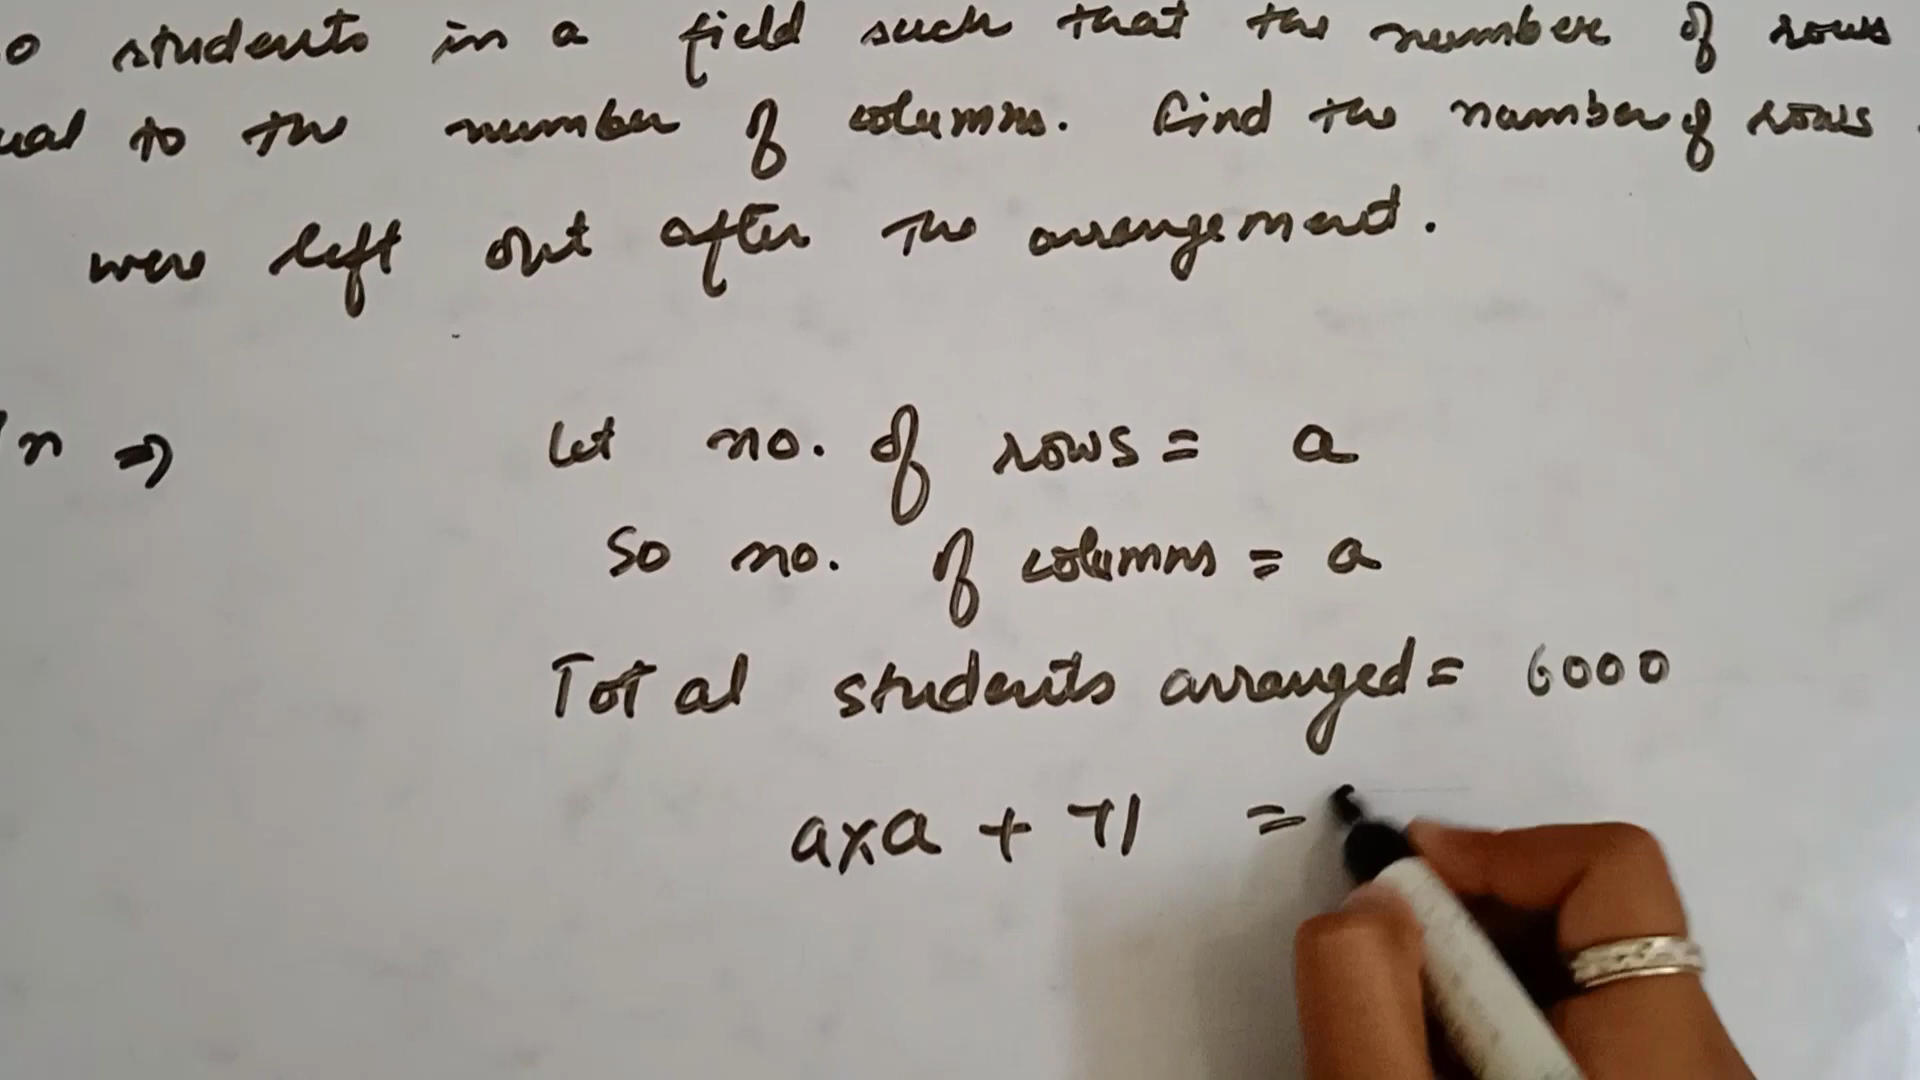 0 students in a field such that the number of rows
ual to the number of columns. Find the number of rows
were left out after the arrangement.
n ⇒ Let no. of rows = a
So no. of columns = a
Total students arranged = 6000
a×a + 71 =